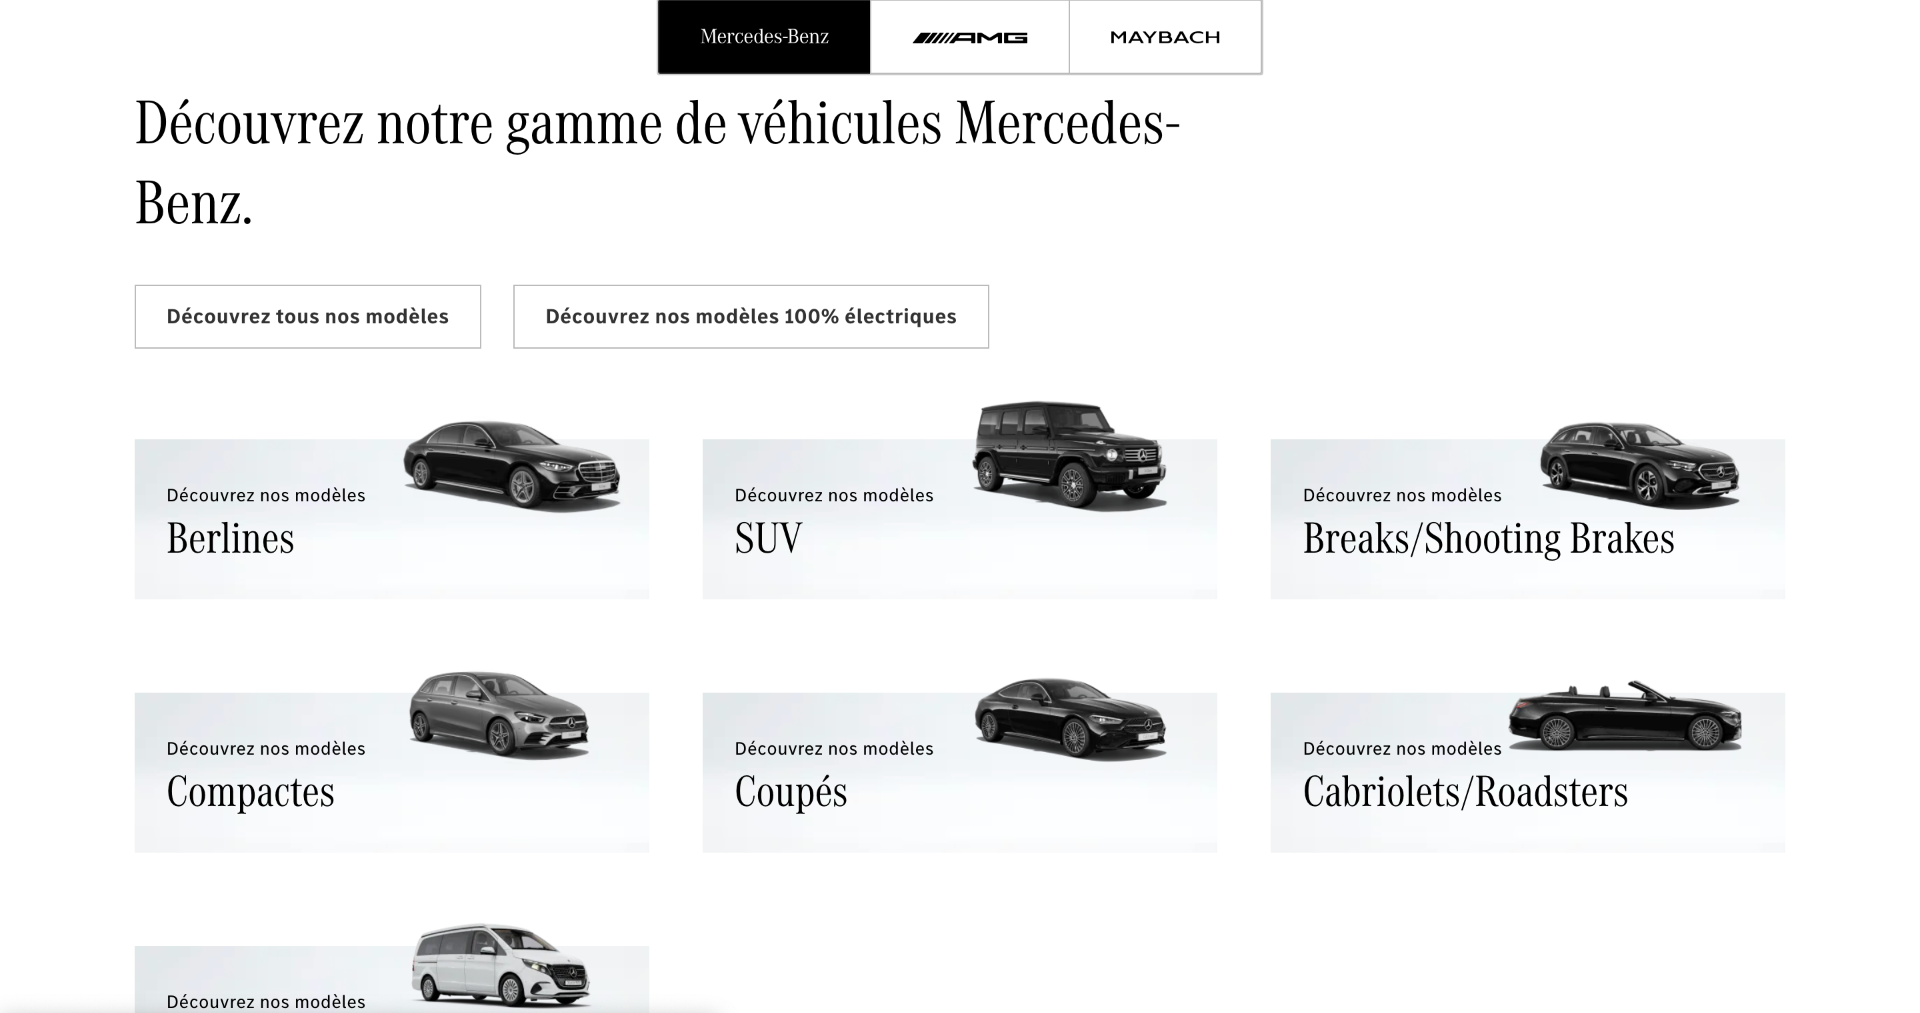 Mercedes-Benz
AMG
MAYBACH
Découvrez notre gamme de véhicules Mercedes-
Benz.
Découvrez tous nos modèles
Découvrez nos modèles 100% électriques
Découvrez nos modèles
Berlines
Découvrez nos modèles
SUV
Découvrez nos modèles
Breaks/Shooting Brakes
Découvrez nos modèles
Compactes
Découvrez nos modèles
Coupés
Découvrez nos modèles
Cabriolets/Roadsters
Découvrez nos modèles